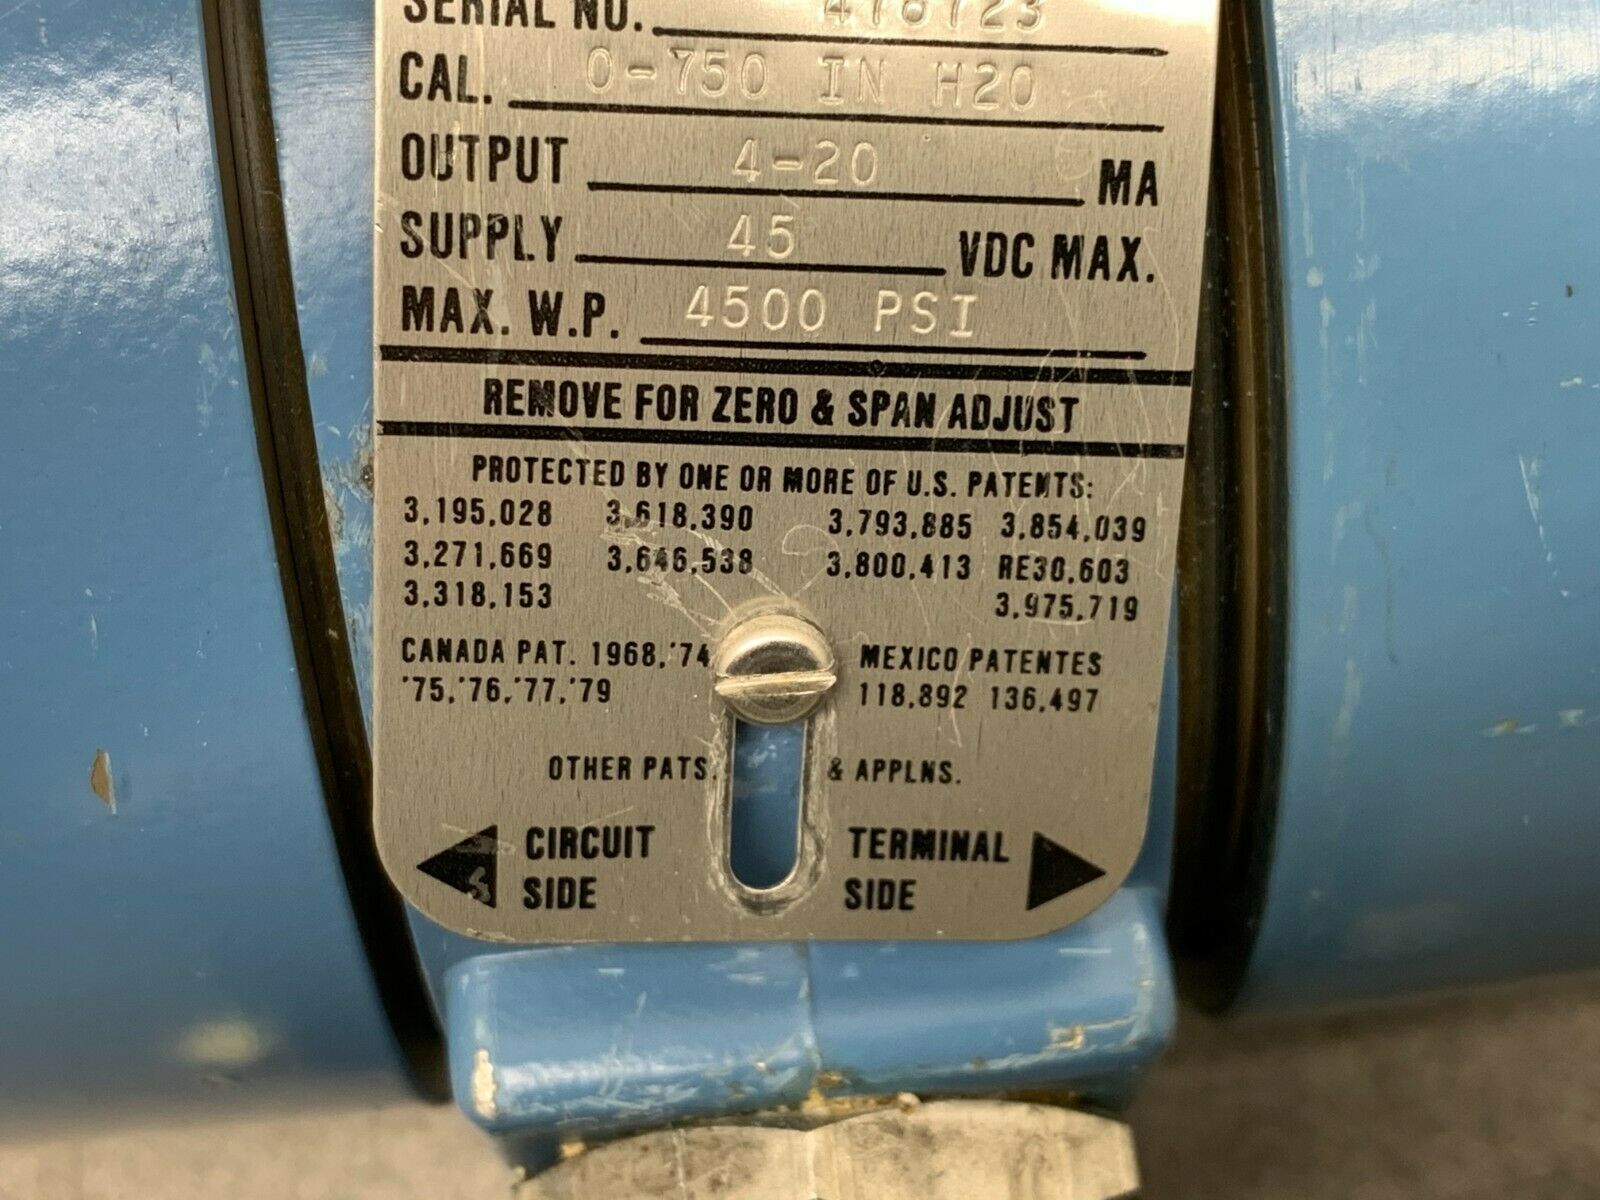 SERIAL NO. 478723
CAL. 0-750 IN H20
OUTPUT 4-20 MA
SUPPLY 45 VDC MAX.
MAX. W.P. 4500 PSI
REMOVE FOR ZERO & SPAN ADJUST
PROTECTED BY ONE OR MORE OF U.S. PATENTS:
3,195,028 3,618,390 3,793,885 3,854,039
3,271,669 3,646,538 3,800,413 RE30,603
3,318,153 3,975,719
CANADA PAT. 1968,'74 MEXICO PATENTES
'75,'76,'77,'79 118,892 136,497
OTHER PATS. & APPLNS.
CIRCUIT TERMINAL
SIDE SIDE